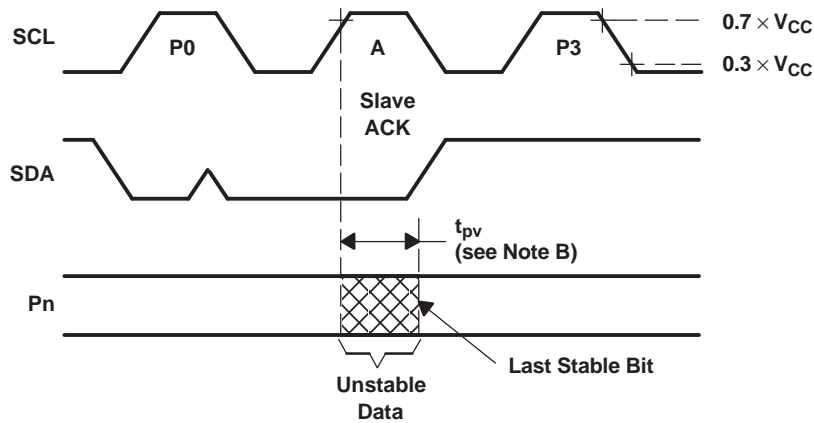 SCL
P0
A
P3
0.7 × VCC
0.3 × VCC
Slave
ACK
SDA
tpv
(see Note B)
Pn
Last Stable Bit
Unstable
Data